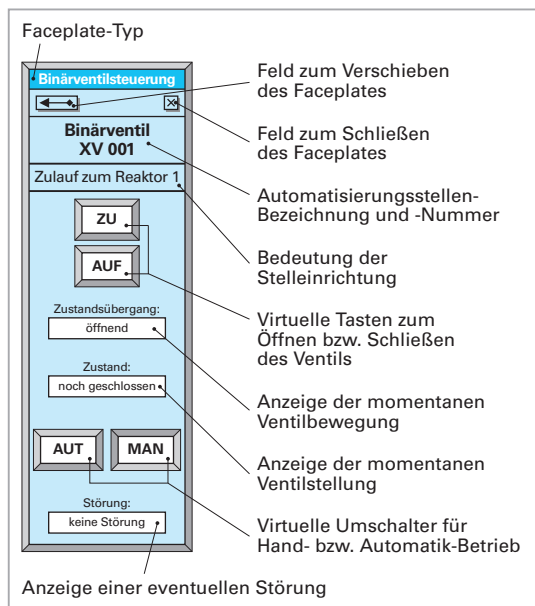 Faceplate-Typ
Binärventilsteuerung
Binärventil
XV 001
Zulauf zum Reaktor 1
ZU
AUF
Zustandsübergang:
öffnend
Zustand:
noch geschlossen
AUT MAN
Störung:
keine Störung
Feld zum Verschieben
des Faceplates
Feld zum Schließen
des Faceplates
Automatisierungsstellen-
Bezeichnung und -Nummer
Bedeutung der
Stelleinrichtung
Virtuelle Tasten zum
Öffnen bzw. Schließen
des Ventils
Anzeige der momentanen
Ventilbewegung
Anzeige der momentanen
Ventilstellung
Virtuelle Umschalter für
Hand- bzw. Automatik-Betrieb
Anzeige einer eventuellen Störung